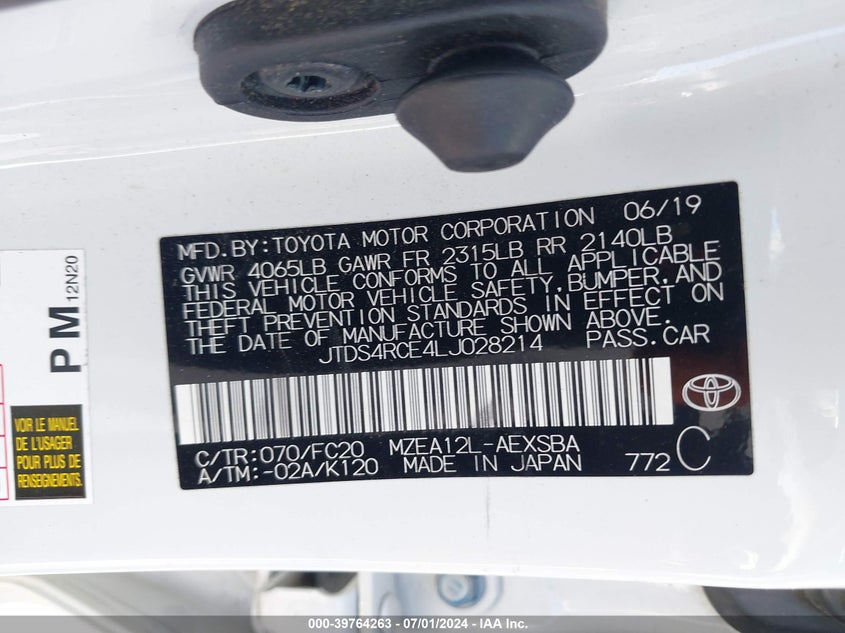 MFD.BY:TOYOTA MOTOR CORPORATION 06/19
GVWR 4065LB GAWR FR 2315LB RR 2140LB
THIS VEHICLE CONFORMS TO ALL APPLICABLE
FEDERAL MOTOR VEHICLE SAFETY,BUMPER,AND
THEFT PREVENTION STANDARDS IN EFFECT ON
THE DATE OF MANUFACTURE SHOWN ABOVE.
JTDS4RCE4LJ028214 PASS.CAR
C/TR:070/FC20 MZEA12L-AEXSBA
A/TM:-02A/K120 MADE IN JAPAN 772 C
PM 12N20
VOIR LE MANUEL
DE L'USAGER
POUR PLUS DE
RENSEIGNEMENTS.
000-39764263 - 07/01/2024 - IAA Inc.